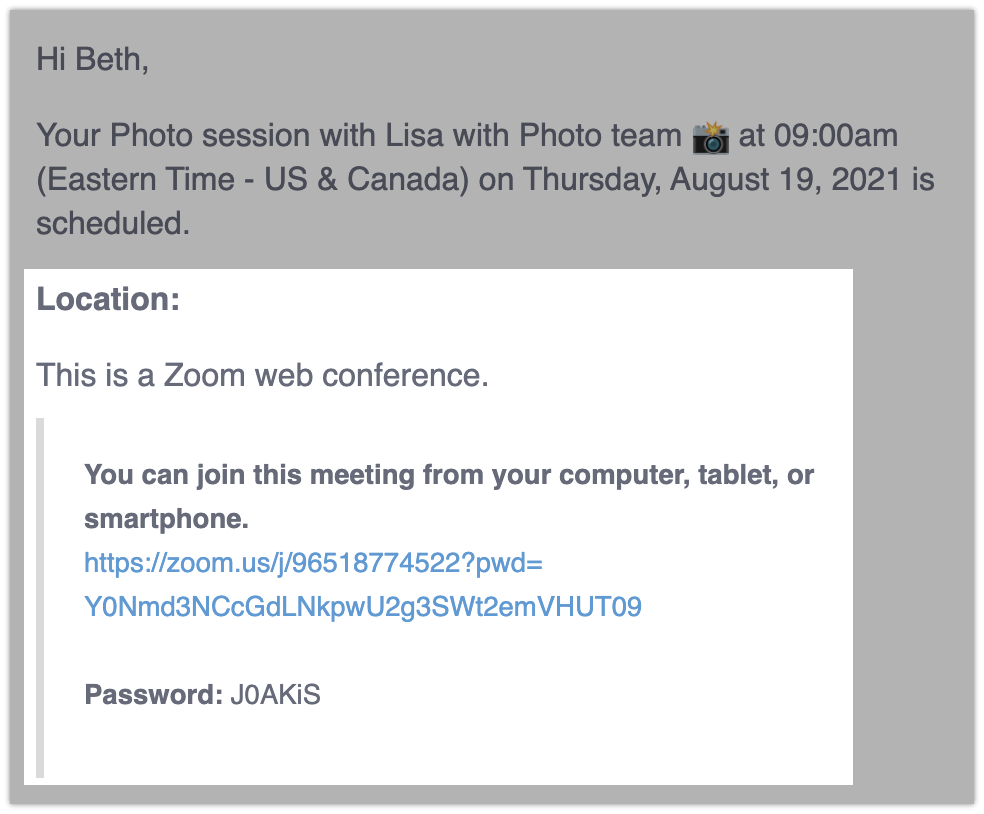 Hi Beth,
Your Photo session with Lisa with Photo team 📸 at 09:00am
(Eastern Time - US & Canada) on Thursday, August 19, 2021 is
scheduled.
Location:
This is a Zoom web conference.
You can join this meeting from your computer, tablet, or
smartphone.
https://zoom.us/j/96518774522?pwd=
Y0Nmd3NCcGdLNkpwU2g3SWt2emVHUT09
Password: J0AKiS